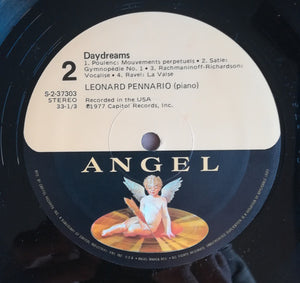 Daydreams
2
1. Poulenc: Mouvements perpetuels • 2. Satie:
Gymnopédie No. 1 • 3. Rachmaninoff-Richardson:
Vocalise • 4. Ravel: La Valse
LEONARD PENNARIO (piano)
S-2-37303
STEREO
33-1/3
Recorded in the USA
℗1977 Capitol Records, Inc.
ANGEL